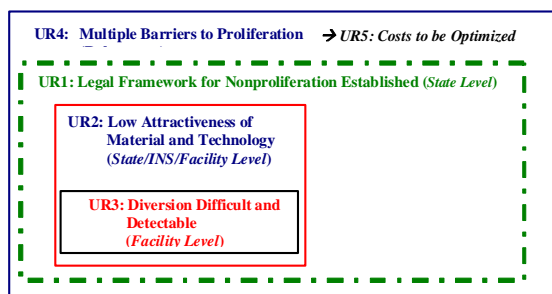 UR4: Multiple Barriers to Proliferation → UR5: Costs to be Optimized
UR1: Legal Framework for Nonproliferation Established (State Level)
UR2: Low Attractiveness of
Material and Technology
(State/INS/Facility Level)
UR3: Diversion Difficult and
Detectable
(Facility Level)